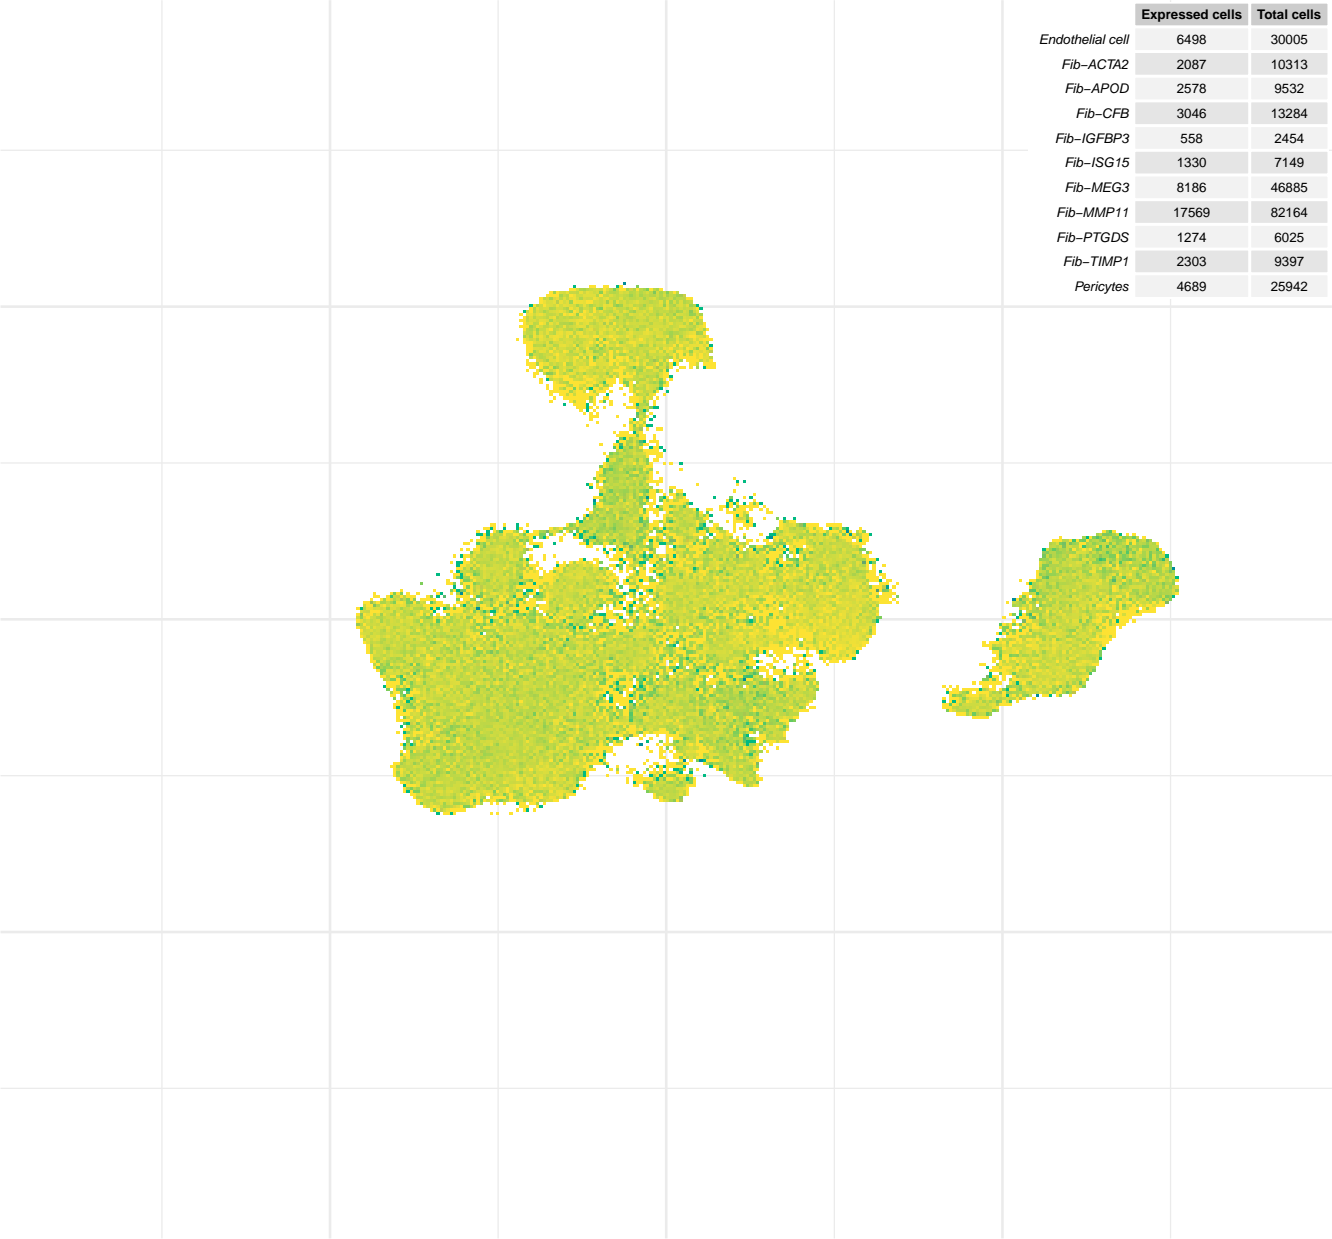 Expressed cells Total cells
Endothelial cell 6498 30005
Fib−ACTA2 2087 10313
Fib−APOD 2578 9532
Fib−CFB 3046 13284
Fib−IGFBP3 558 2454
Fib−ISG15 1330 7149
Fib−MEG3 8186 46885
Fib−MMP11 17569 82164
Fib−PTGDS 1274 6025
Fib−TIMP1 2303 9397
Pericytes 4689 25942